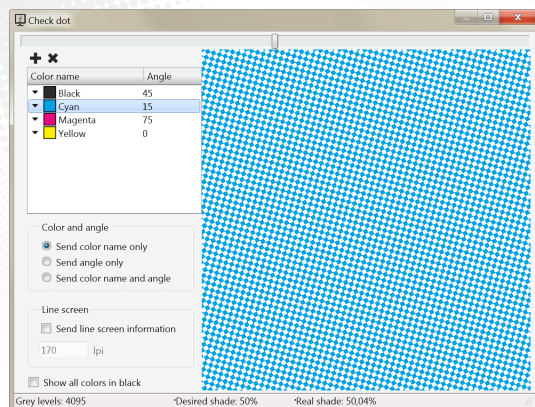 Check dot
Color name Angle
Black 45
Cyan 15
Magenta 75
Yellow 0
Color and angle
Send color name only
Send angle only
Send color name and angle
Line screen
Send line screen information
170 lpi
Show all colors in black
Grey levels: 4095 Desired shade: 50% Real shade: 50,04%